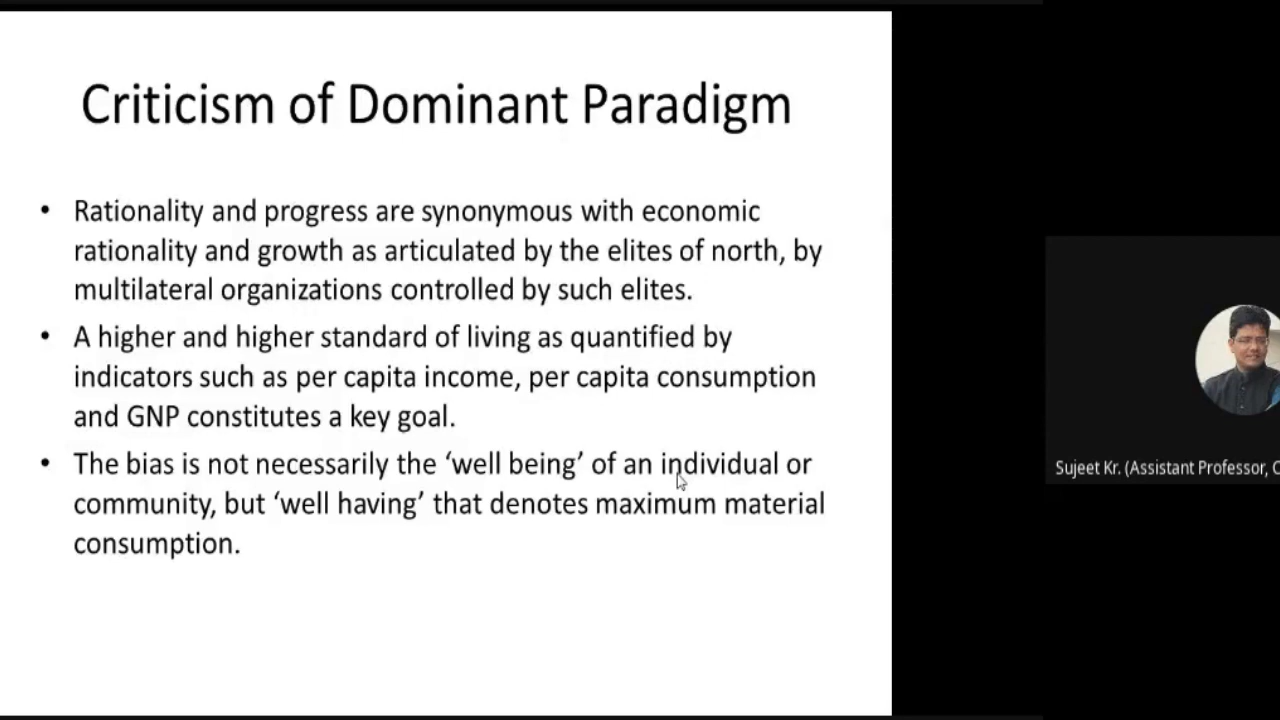 Criticism of Dominant Paradigm
• Rationality and progress are synonymous with economic
rationality and growth as articulated by the elites of north, by
multilateral organizations controlled by such elites.
• A higher and higher standard of living as quantified by
indicators such as per capita income, per capita consumption
and GNP constitutes a key goal.
• The bias is not necessarily the ‘well being’ of an individual or
community, but ‘well having’ that denotes maximum material
consumption.
Sujeet Kr. (Assistant Professor,